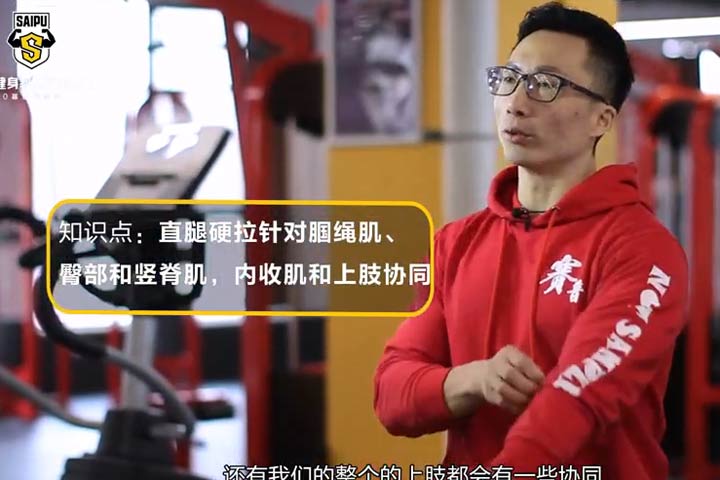 SAIPU
S
知识点：直腿硬拉针对腘绳肌、
臀部和竖脊肌，内收肌和上肢协同
赛普
还有我们的整个的上肢都会有一些协同